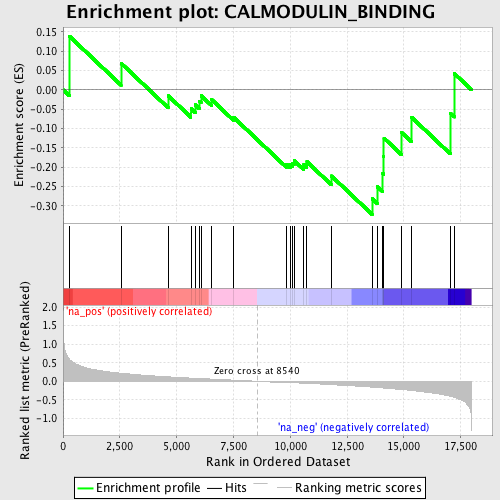 Enrichment plot: CALMODULIN_BINDING
Enrichment score (ES)
0.15
0.10
0.05
0.00
-0.05
-0.10
-0.15
-0.20
-0.25
-0.30
'na_pos' (positively correlated)
Ranked list metric (PreRanked)
2.0
1.5
1.0
0.5
0.0
-0.5
-1.0
Zero cross at 8540
'na_neg' (negatively correlated)
0
2,500
5,000
7,500
10,000
12,500
15,000
17,500
Rank in Ordered Dataset
Enrichment profile
Hits
Ranking metric scores